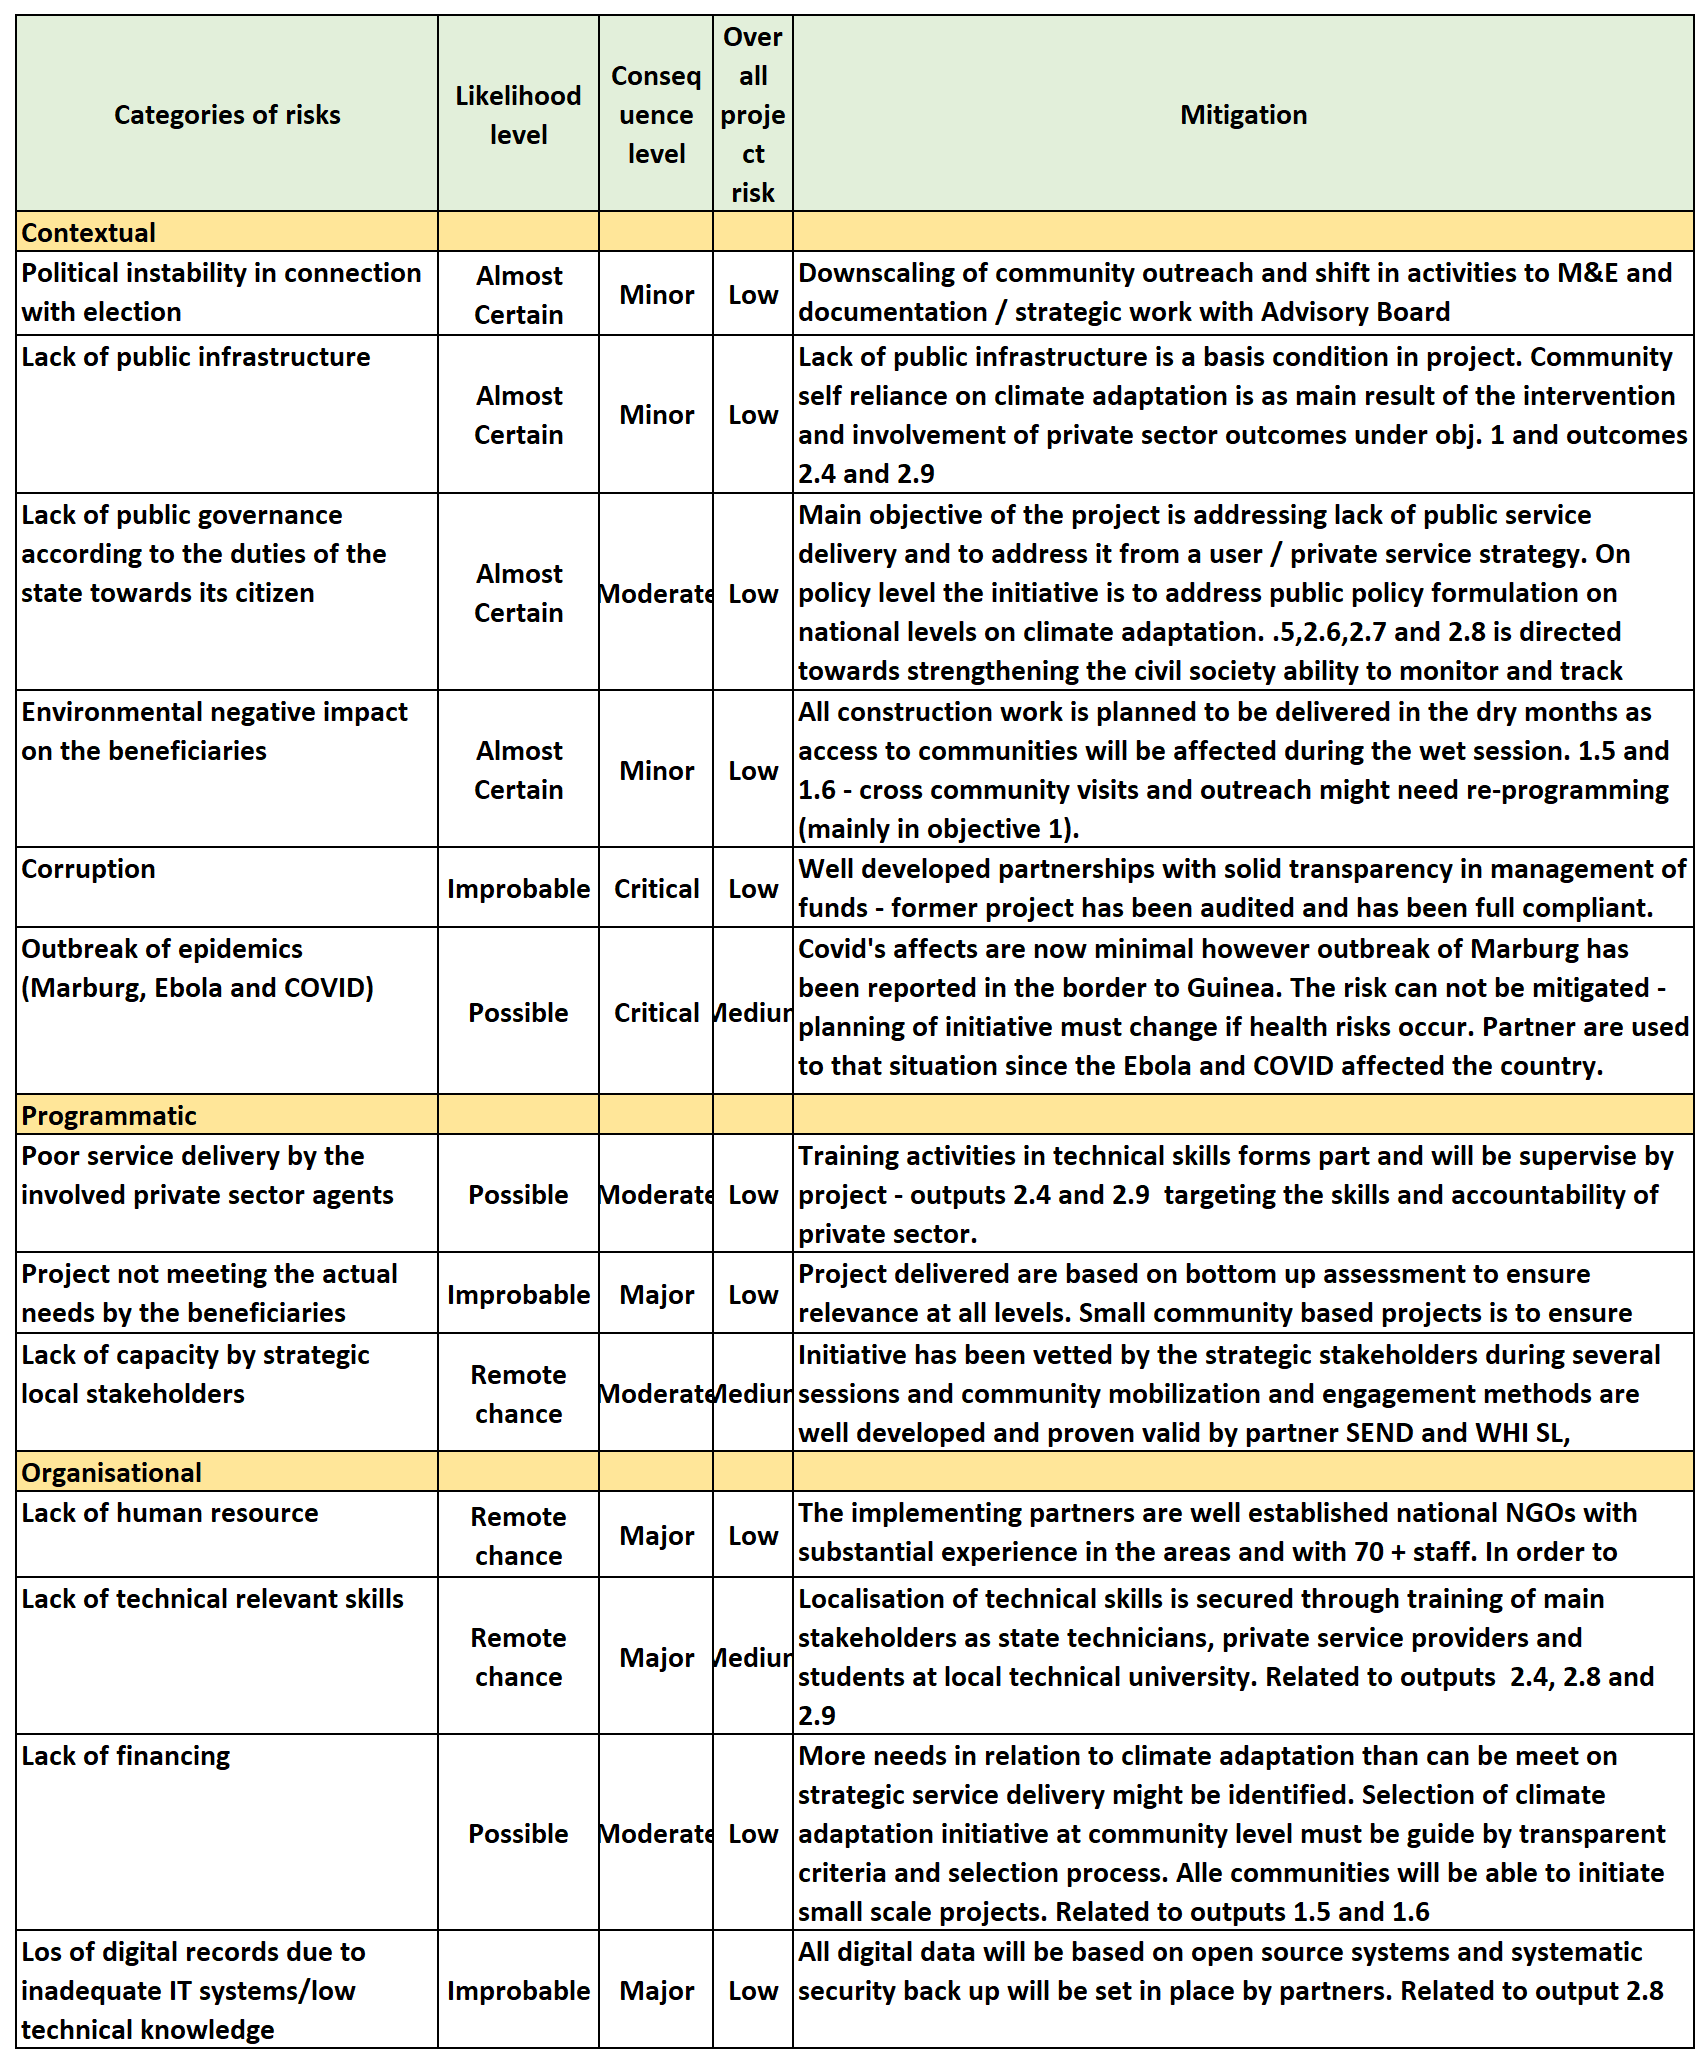 Categories of risks
Likelihood
level
Conseq
uence
level
Over
all
proje
ct
risk
Mitigation
Contextual
Political instability in connection
with election
Almost
Certain
Minor
Low
Downscaling of community outreach and shift in activities to M&E and
documentation / strategic work with Advisory Board
Lack of public infrastructure
Almost
Certain
Minor
Low
Lack of public infrastructure is a basis condition in project. Community
self reliance on climate adaptation is as main result of the intervention
and involvement of private sector outcomes under obj. 1 and outcomes
2.4 and 2.9
Lack of public governance
according to the duties of the
state towards its citizen
Almost
Certain
Moderate
Low
Main objective of the project is addressing lack of public service
delivery and to address it from a user / private service strategy. On
policy level the initiative is to address public policy formulation on
national levels on climate adaptation. .5,2.6,2.7 and 2.8 is directed
towards strengthening the civil society ability to monitor and track
Environmental negative impact
on the beneficiaries
Almost
Certain
Minor
Low
All construction work is planned to be delivered in the dry months as
access to communities will be affected during the wet session. 1.5 and
1.6 - cross community visits and outreach might need re-programming
(mainly in objective 1).
Corruption
Improbable
Critical
Low
Well developed partnerships with solid transparency in management of
funds - former project has been audited and has been full compliant.
Outbreak of epidemics
(Marburg, Ebola and COVID)
Possible
Critical
Medium
Covid's affects are now minimal however outbreak of Marburg has
been reported in the border to Guinea. The risk can not be mitigated -
planning of initiative must change if health risks occur. Partner are used
to that situation since the Ebola and COVID affected the country.
Programmatic
Poor service delivery by the
involved private sector agents
Possible
Moderate
Low
Training activities in technical skills forms part and will be supervise by
project - outputs 2.4 and 2.9  targeting the skills and accountability of
private sector.
Project not meeting the actual
needs by the beneficiaries
Improbable
Major
Low
Project delivered are based on bottom up assessment to ensure
relevance at all levels. Small community based projects is to ensure
Lack of capacity by strategic
local stakeholders
Remote
chance
Moderate
Medium
Initiative has been vetted by the strategic stakeholders during several
sessions and community mobilization and engagement methods are
well developed and proven valid by partner SEND and WHI SL,
Organisational
Lack of human resource
Remote
chance
Major
Low
The implementing partners are well established national NGOs with
substantial experience in the areas and with 70 + staff. In order to
Lack of technical relevant skills
Remote
chance
Major
Medium
Localisation of technical skills is secured through training of main
stakeholders as state technicians, private service providers and
students at local technical university. Related to outputs  2.4, 2.8 and
2.9
Lack of financing
Possible
Moderate
Low
More needs in relation to climate adaptation than can be meet on
strategic service delivery might be identified. Selection of climate
adaptation initiative at community level must be guide by transparent
criteria and selection process. Alle communities will be able to initiate
small scale projects. Related to outputs 1.5 and 1.6
Los of digital records due to
inadequate IT systems/low
technical knowledge
Improbable
Major
Low
All digital data will be based on open source systems and systematic
security back up will be set in place by partners. Related to output 2.8